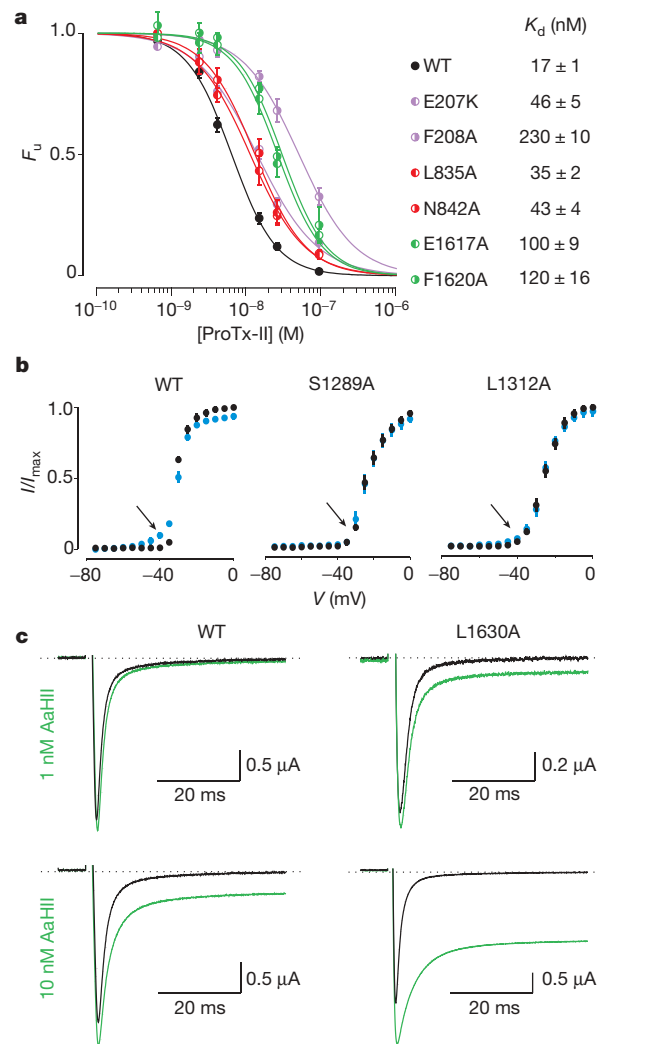 a
K_d (nM)
1.0
0.5
0
F_u
10⁻¹⁰ 10⁻⁹ 10⁻⁸ 10⁻⁷ 10⁻⁶
[ProTx-II] (M)
WT 17 ± 1
E207K 46 ± 5
F208A 230 ± 10
L835A 35 ± 2
N842A 43 ± 4
E1617A 100 ± 9
F1620A 120 ± 16
b
WT S1289A L1312A
1.0
0.5
0
I/I_max
−80 −40 0 −80 −40 0 −80 −40 0
V (mV)
c
WT L1630A
1 nM AaHII
0.5 µA 0.2 µA
20 ms 20 ms
10 nM AaHII
0.5 µA 0.5 µA
20 ms 20 ms